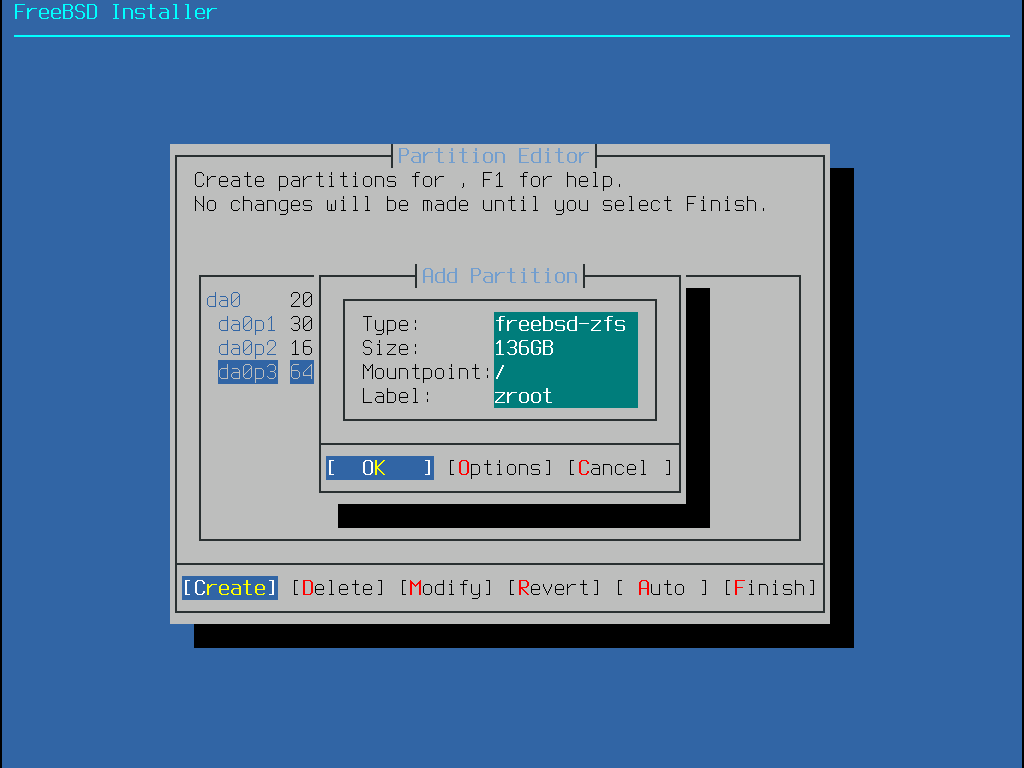 FreeBSD Installer
Partition Editor
Create partitions for , F1 for help.
No changes will be made until you select Finish.
Add Partition
da0 20
da0p1 30
da0p2 16
da0p3 64
Type: freebsd-zfs
Size: 136GB
Mountpoint: /
Label: zroot
[ OK ] [Options] [Cancel ]
[Create] [Delete] [Modify] [Revert] [ Auto ] [Finish]